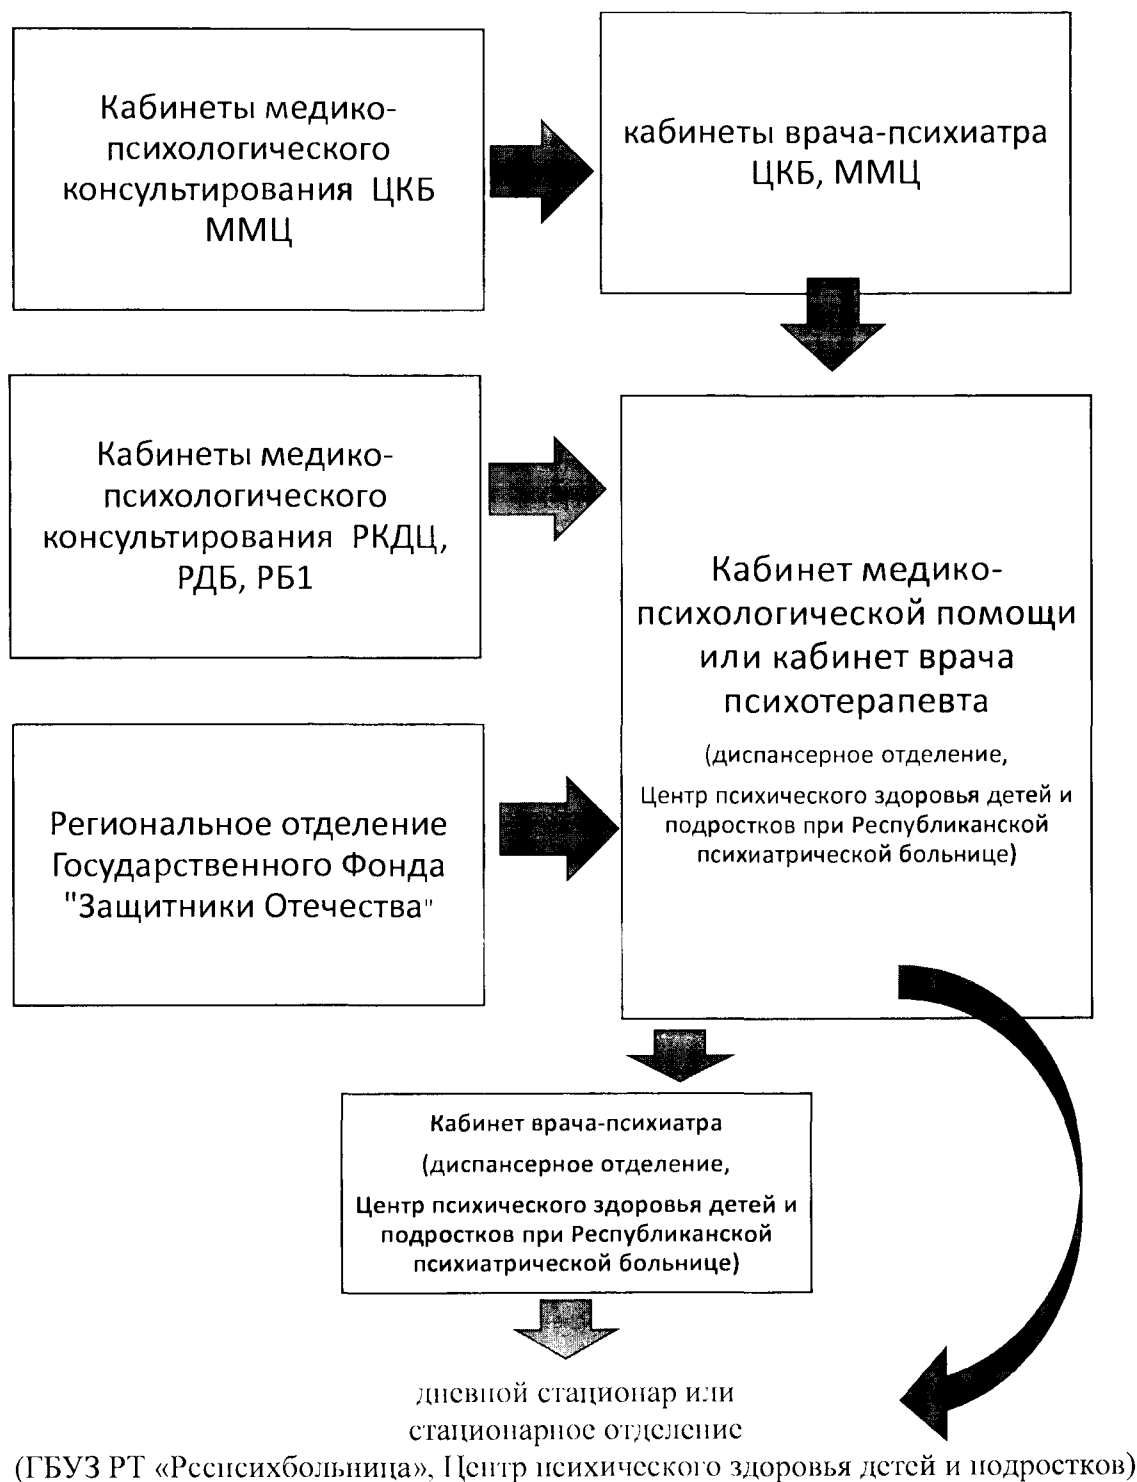 Кабинеты медико-
психологического
консультирования ЦКБ
ММЦ
кабинеты врача-психиатра
ЦКБ, ММЦ
Кабинеты медико-
психологического
консультирования РКДЦ,
РДБ, РБ1
Кабинет медико-
психологической помощи
или кабинет врача
психотерапевта
(диспансерное отделение,
Центр психического здоровья детей и
подростков при Республиканской
психиатрической больнице)
Региональное отделение
Государственного Фонда
"Защитники Отечества"
Кабинет врача-психиатра
(диспансерное отделение,
Центр психического здоровья детей и
подростков при Республиканской
психиатрической больнице)
дневной стационар или
стационарное отделение
(ГБУЗ РТ «Респсихбольница», Центр психического здоровья детей и подростков)